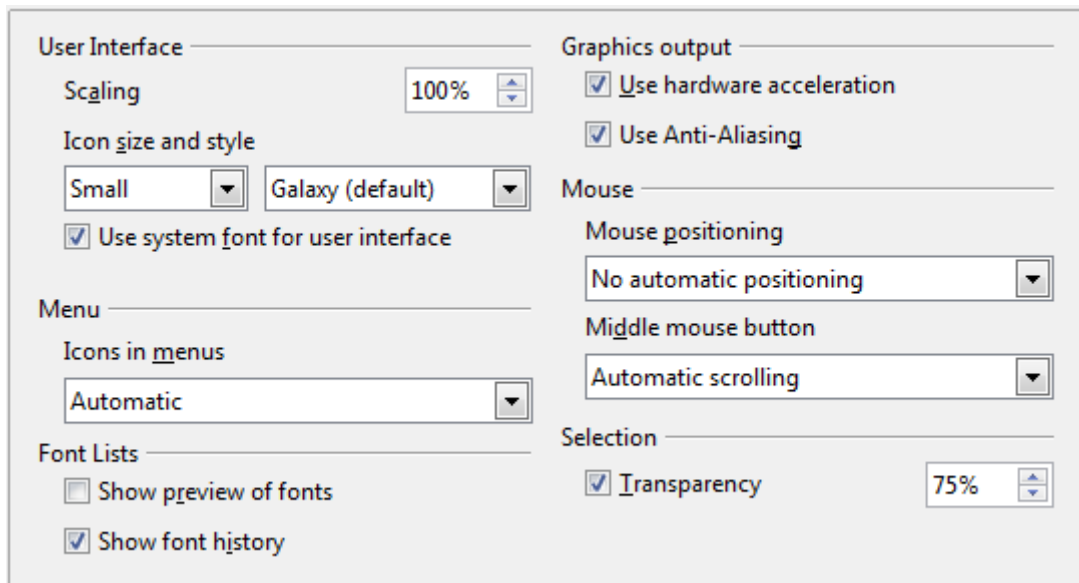 User Interface
Scaling 100%
Icon size and style
Small Galaxy (default)
Use system font for user interface
Menu
Icons in menus
Automatic
Font Lists
Show preview of fonts
Show font history
Graphics output
Use hardware acceleration
Use Anti-Aliasing
Mouse
Mouse positioning
No automatic positioning
Middle mouse button
Automatic scrolling
Selection
Transparency 75%